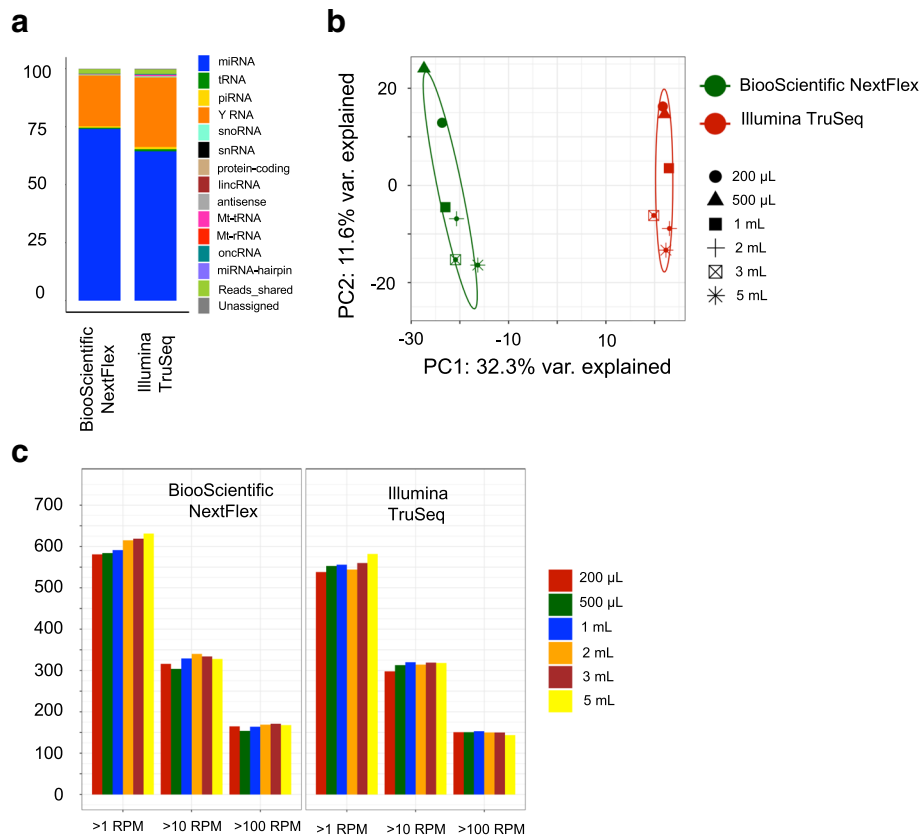 a
100
75
50
25
0
BiooScientific
NextFlex
Illumina
TruSeq
miRNA
tRNA
piRNA
Y RNA
snoRNA
snRNA
protein-coding
lincRNA
antisense
Mt-tRNA
Mt-rRNA
oncRNA
miRNA-hairpin
Reads_shared
Unassigned
b
PC2: 11.6% var. explained
20
0
-20
-30
-10
10
PC1: 32.3% var. explained
BiooScientific NextFlex
Illumina TruSeq
200 µL
500 µL
1 mL
2 mL
3 mL
5 mL
c
700
600
500
400
300
200
100
0
BiooScientific
NextFlex
Illumina
TruSeq
>1 RPM
>10 RPM
>100 RPM
>1 RPM
>10 RPM
>100 RPM
200 µL
500 µL
1 mL
2 mL
3 mL
5 mL